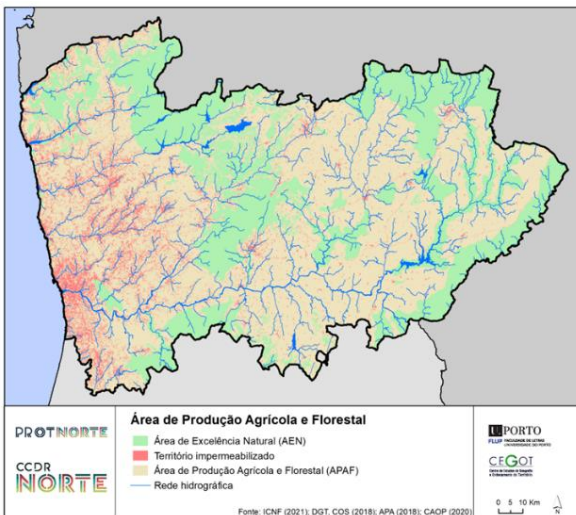 PROTNORTE
CCDR
NORTE
Área de Produção Agrícola e Florestal
Área de Excelência Natural (AEN)
Território impermeabilizado
Área de Produção Agrícola e Florestal (APAF)
Rede hidrográfica
Fonte: ICNF (2021); DGT, COS (2018); APA (2018); CAOP (2020)
U.PORTO
FLUP FACULDADE DE LETRAS
UNIVERSIDADE DO PORTO
CEGOT
0 5 10 Km
N